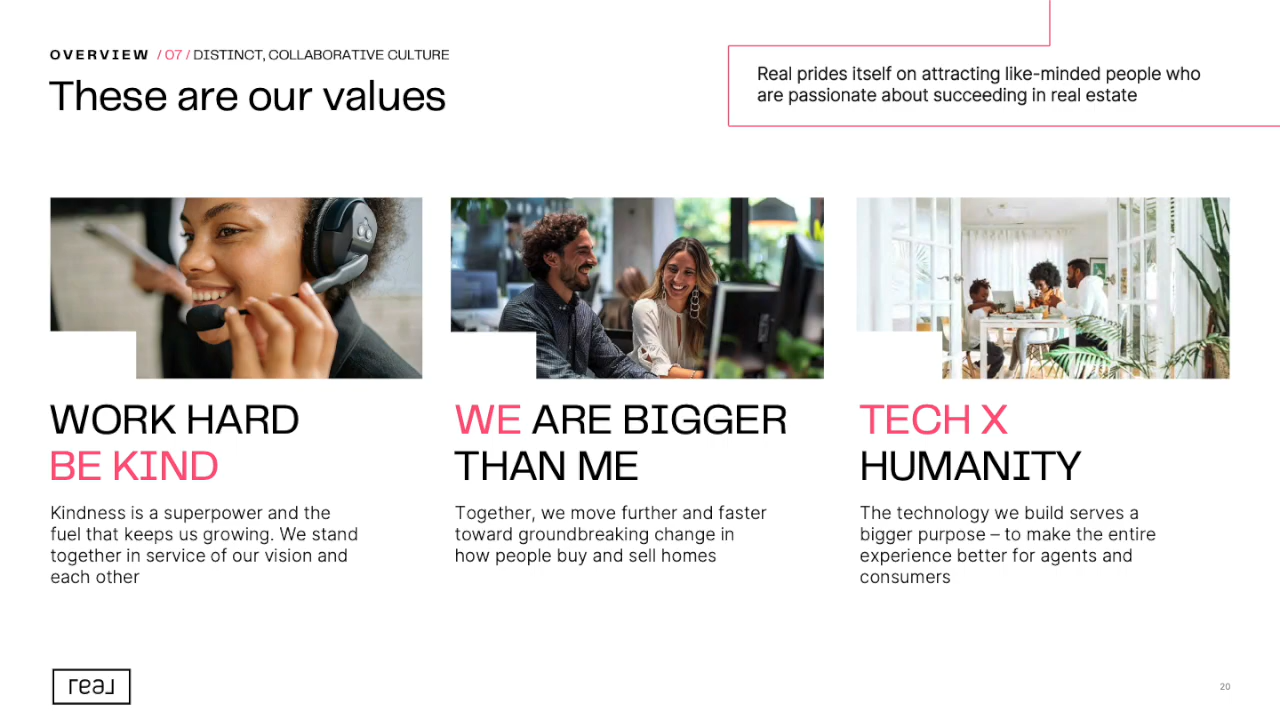 OVERVIEW / 07 / DISTINCT, COLLABORATIVE CULTURE
These are our values
Real prides itself on attracting like-minded people who
are passionate about succeeding in real estate
WORK HARD
BE KIND
Kindness is a superpower and the
fuel that keeps us growing. We stand
together in service of our vision and
each other
WE ARE BIGGER
THAN ME
Together, we move further and faster
toward groundbreaking change in
how people buy and sell homes
TECH X
HUMANITY
The technology we build serves a
bigger purpose – to make the entire
experience better for agents and
consumers
real
20